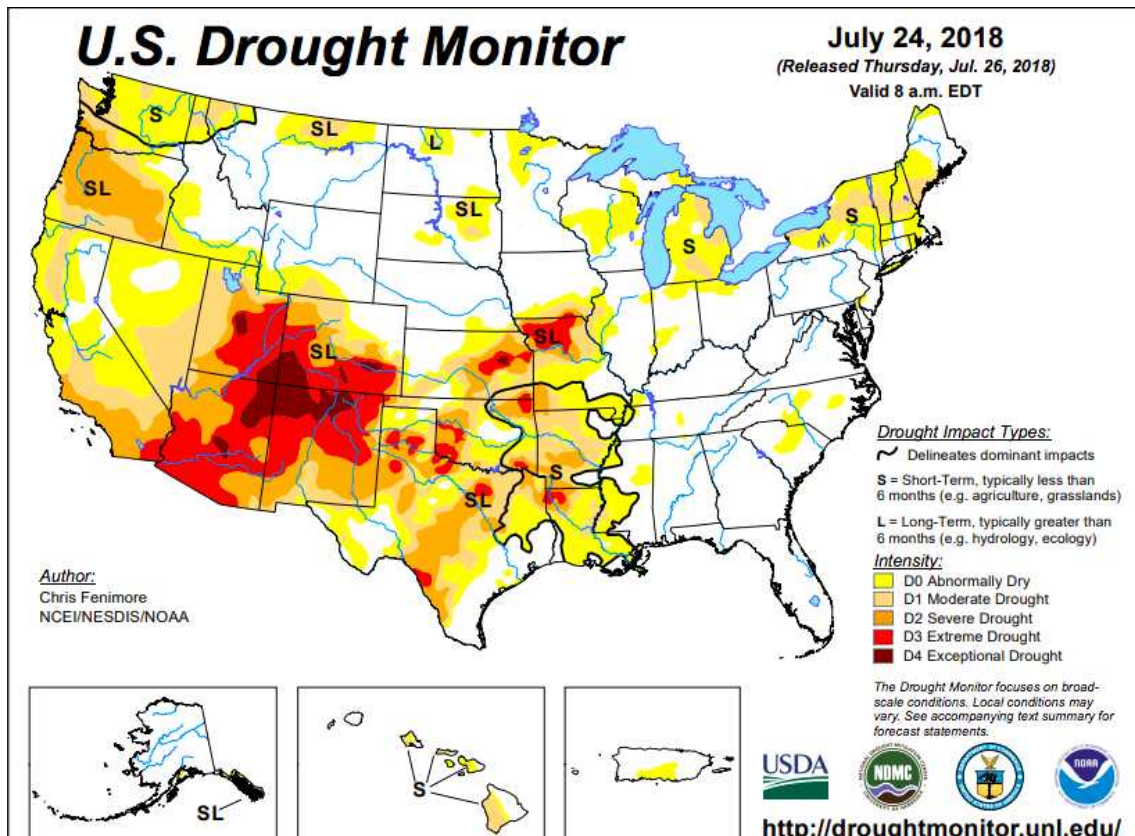 U.S. Drought Monitor
July 24, 2018
(Released Thursday, Jul. 26, 2018)
Valid 8 a.m. EDT
S
SL
L
SL
SL
S
S
SL
SL
S
SL
Drought Impact Types:
Delineates dominant impacts
S = Short-Term, typically less than
6 months (e.g. agriculture, grasslands)
L = Long-Term, typically greater than
6 months (e.g. hydrology, ecology)
Intensity:
D0 Abnormally Dry
D1 Moderate Drought
D2 Severe Drought
D3 Extreme Drought
D4 Exceptional Drought
Author:
Chris Fenimore
NCEI/NESDIS/NOAA
The Drought Monitor focuses on broad-
scale conditions. Local conditions may
vary. See accompanying text summary for
forecast statements.
SL
S
USDA
NDMC
NOAA
http://droughtmonitor.unl.edu/